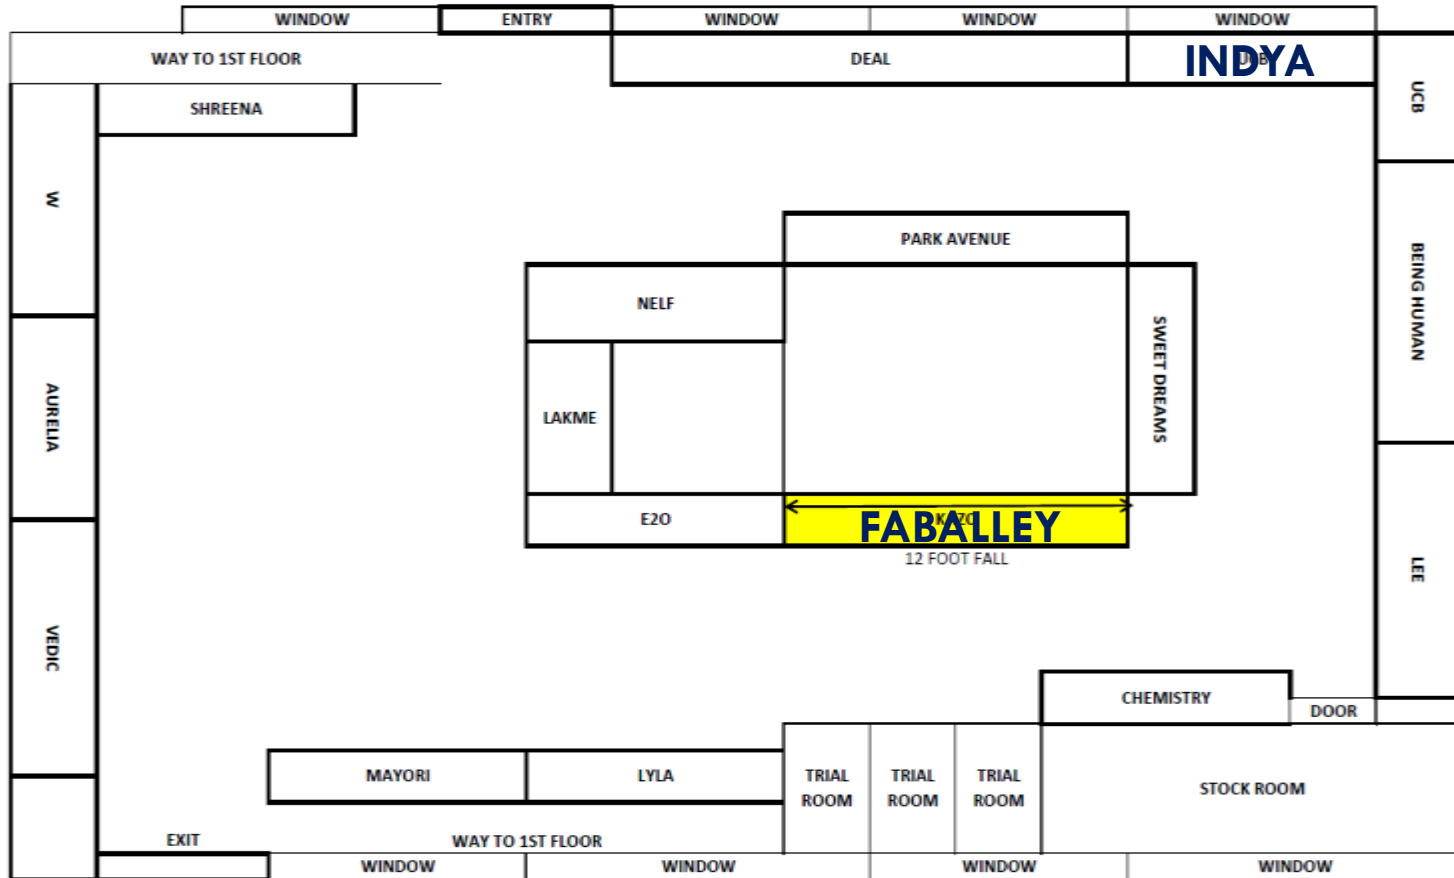 WINDOW
ENTRY
WINDOW
WINDOW
WINDOW
WAY TO 1ST FLOOR
DEAL
INDYA
UCB
SHREENA
W
PARK AVENUE
BEING HUMAN
NELF
SWEET DREAMS
AURELIA
LAKME
E2O
FABALLEY
12 FOOT FALL
LEE
VEDIC
CHEMISTRY
DOOR
MAYORI
LYLA
TRIAL
ROOM
TRIAL
ROOM
TRIAL
ROOM
STOCK ROOM
EXIT
WAY TO 1ST FLOOR
WINDOW
WINDOW
WINDOW
WINDOW